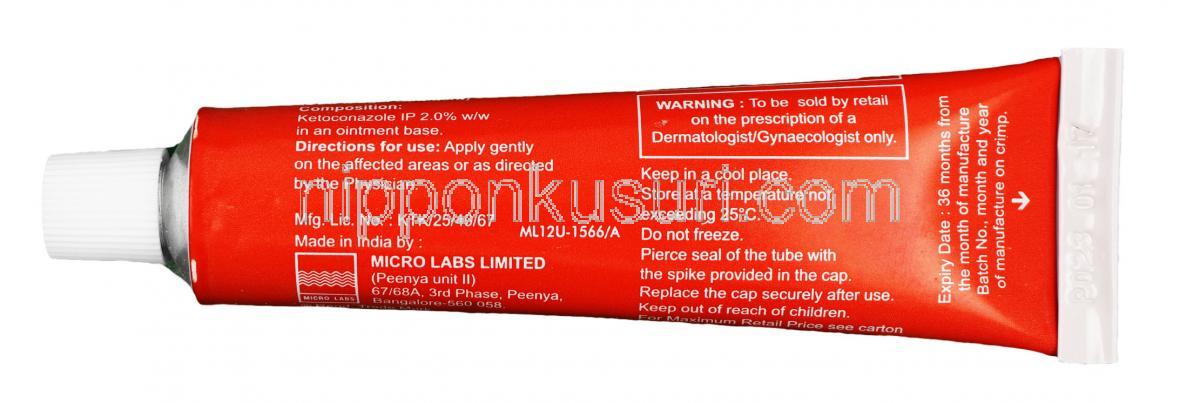 Composition:
Ketoconazole IP 2.0% w/w
in an ointment base.
Directions for use: Apply gently
on the affected areas or as directed
by the Physician.
Mfg. Lic. No.: KTK/25/40/67
Made in India by :
ML12U-1566/A
MICRO LABS
MICRO LABS LIMITED
(Peenya unit II)
67/68A, 3rd Phase, Peenya,
Bangalore-560 058.
Trade Mark
WARNING : To be sold by retail
on the prescription of a
Dermatologist/Gynaecologist only.
Keep in a cool place.
Store at a temperature not
exceeding 25°C.
Do not freeze.
Pierce seal of the tube with
the spike provided in the cap.
Replace the cap securely after use.
Keep out of reach of children.
For Maximum Retail Price see carton
Expiry Date : 36 months from
the month of manufacture
Batch No., month and year
of manufacture on crimp.
nipponkusuri.com